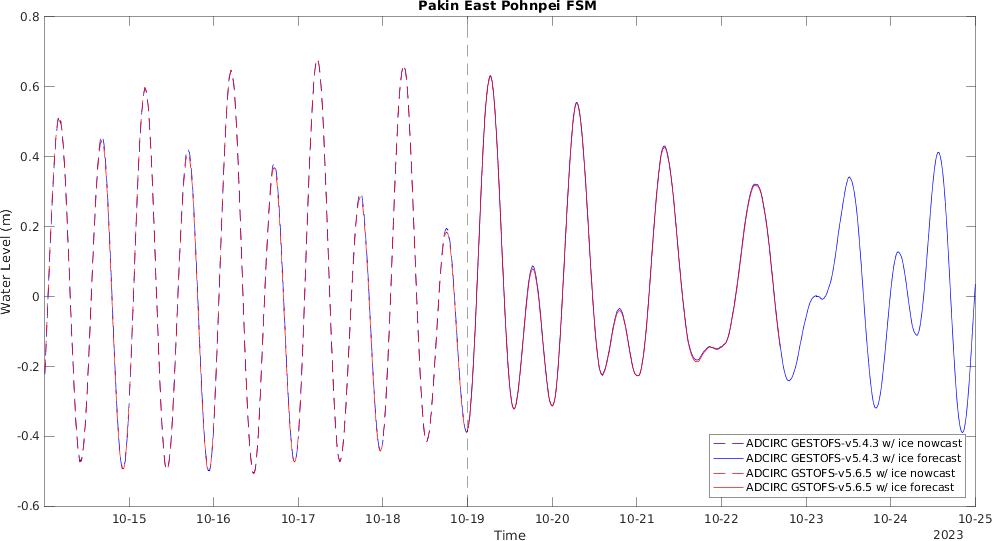 Pakin East Pohnpei FSM
0.8
0.6
0.4
0.2
0
-0.2
-0.4
-0.6
Water Level (m)
ADCIRC GESTOFS-v5.4.3 w/ ice nowcast
ADCIRC GESTOFS-v5.4.3 w/ ice forecast
ADCIRC GSTOFS-v5.6.5 w/ ice nowcast
ADCIRC GSTOFS-v5.6.5 w/ ice forecast
10-15 10-16 10-17 10-18 10-19 10-20 10-21 10-22 10-23 10-24 10-25
Time
2023